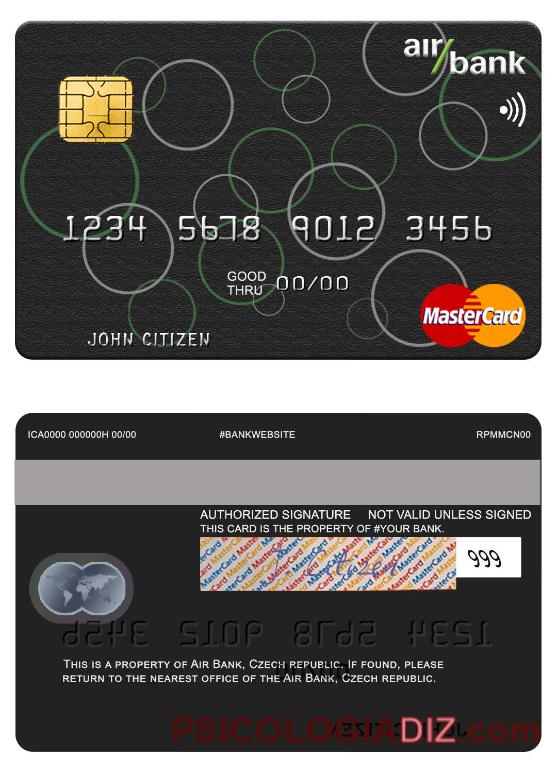 air bank
1234 5678 9012 3456
GOOD THRU 00/00
JOHN CITIZEN
MasterCard
ICA0000 000000H 00/00 #BANKWEBSITE RPMMCN00
AUTHORIZED SIGNATURE NOT VALID UNLESS SIGNED
THIS CARD IS THE PROPERTY OF #YOUR BANK.
MasterCard MasterCard MasterCard
999
THIS IS A PROPERTY OF AIR BANK, CZECH REPUBLIC. IF FOUND, PLEASE
RETURN TO THE NEAREST OFFICE OF THE AIR BANK, CZECH REPUBLIC.
PSICOLOGIADIZ.com